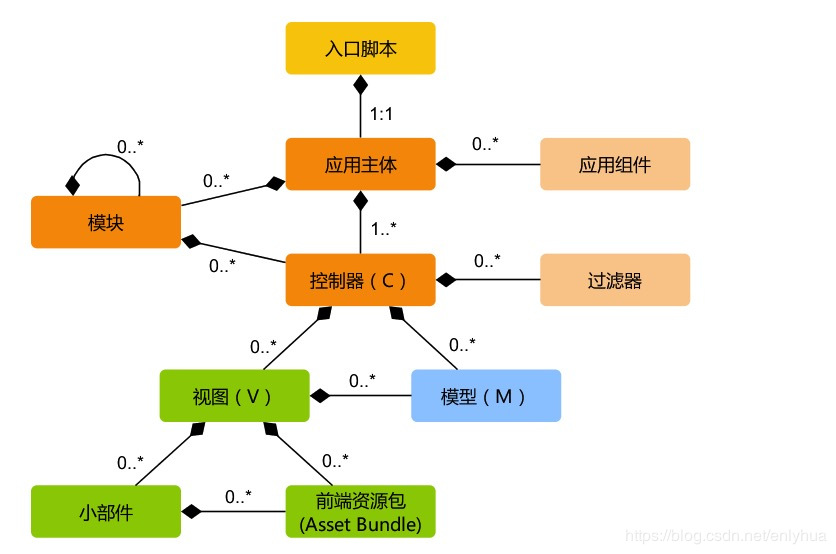 入口脚本
1:1
0..*
应用主体
0..*
应用组件
0..*
模块
1..*
0..*
控制器（C）
0..*
过滤器
0..*
0..*
视图（V）
0..*
模型（M）
0..*
0..*
小部件
0..*
前端资源包
(Asset Bundle)
https://blog.csdn.net/enlyhua